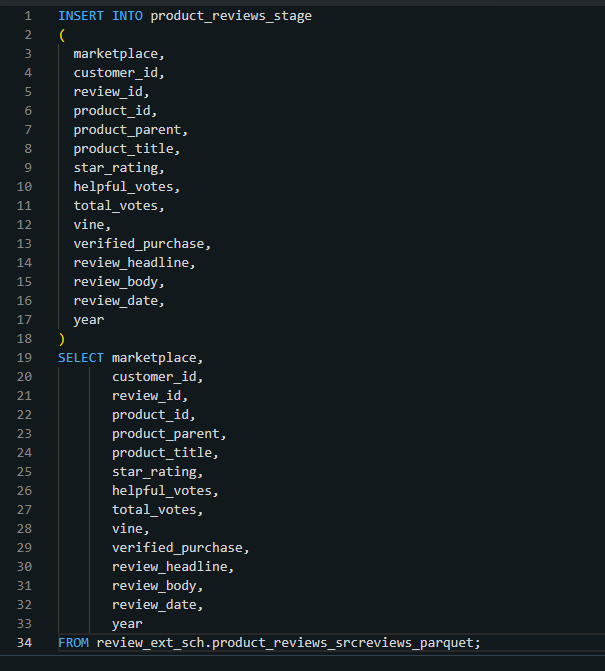 1 INSERT INTO product_reviews_stage
2 (
3 marketplace,
4 customer_id,
5 review_id,
6 product_id,
7 product_parent,
8 product_title,
9 star_rating,
10 helpful_votes,
11 total_votes,
12 vine,
13 verified_purchase,
14 review_headline,
15 review_body,
16 review_date,
17 year
18 )
19 SELECT marketplace,
20 customer_id,
21 review_id,
22 product_id,
23 product_parent,
24 product_title,
25 star_rating,
26 helpful_votes,
27 total_votes,
28 vine,
29 verified_purchase,
30 review_headline,
31 review_body,
32 review_date,
33 year
34 FROM review_ext_sch.product_reviews_srcreviews_parquet;